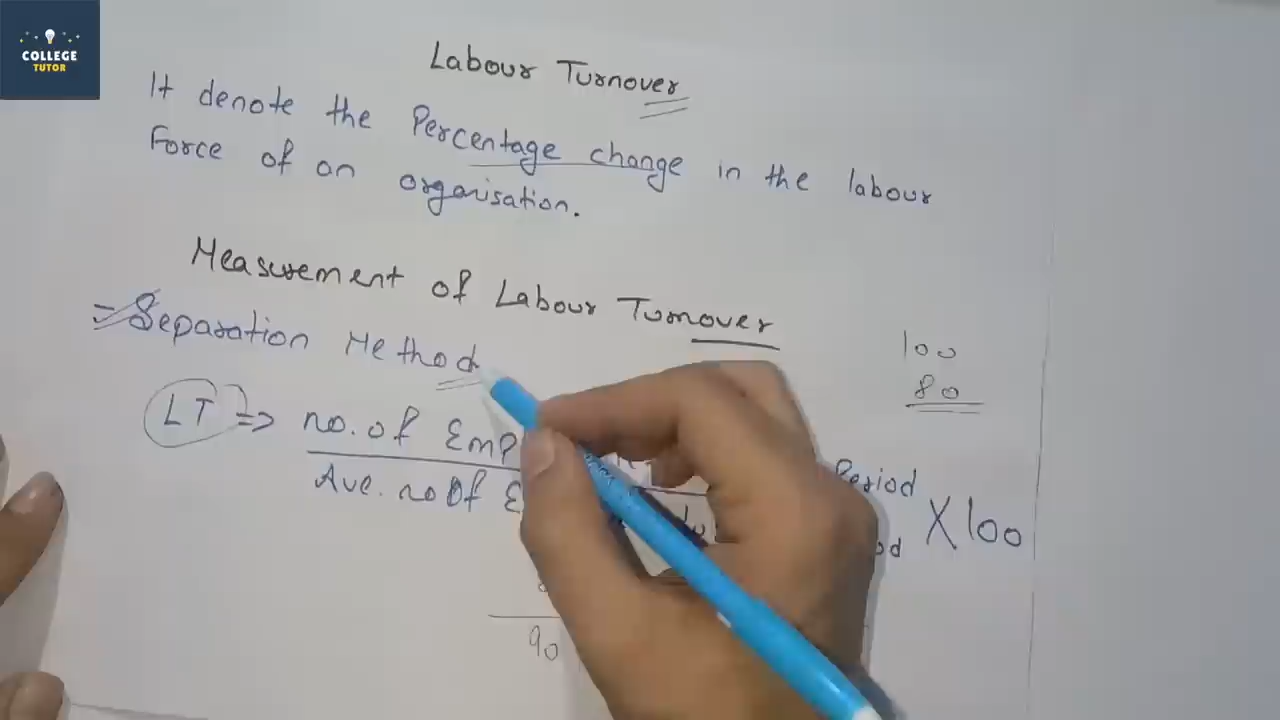 COLLEGE
TUTOR
Labour Turnover
It denote the Percentage change in the labour
Force of an organisation.
Measurement of Labour Turnover
Separation Method
100
80
LT => no. of Emp Period
Ave. no of E X 100
90